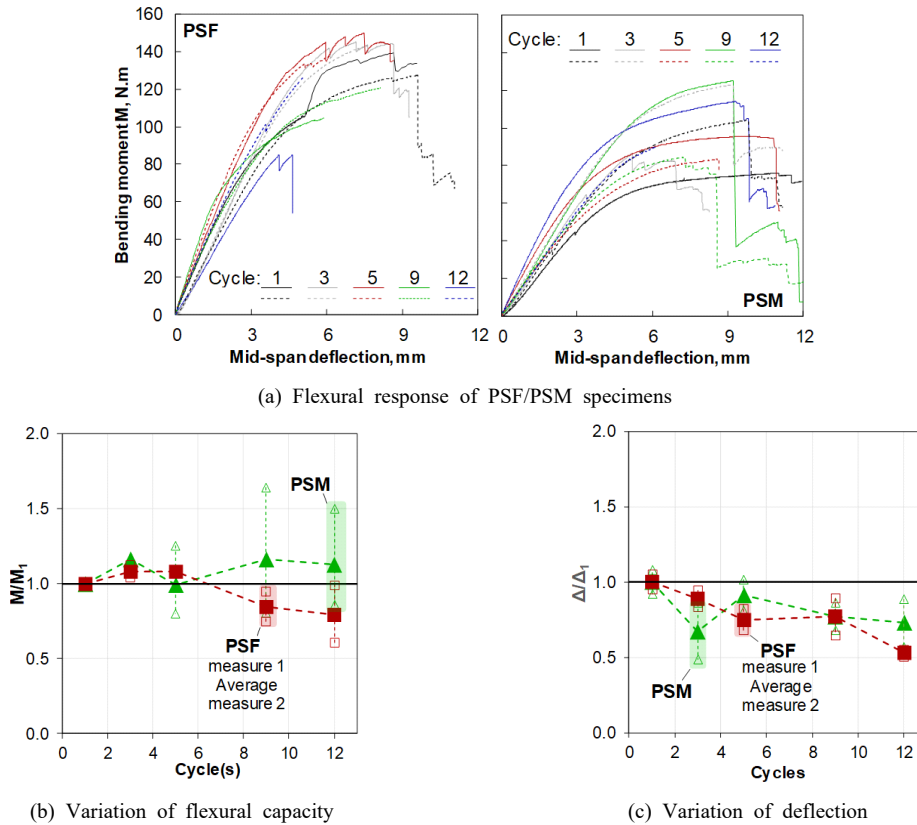 160
140
120
100
80
60
40
20
0
Bending moment M, N.m
PSF
Cycle: 1 3 5 9 12
0 3 6 9 12
Mid-span deflection, mm
Cycle: 1 3 5 9 12
PSM
0 3 6 9 12
Mid-span deflection, mm
(a) Flexural response of PSF/PSM specimens
2.0
1.5
1.0
0.5
0.0
M/M1
PSM
PSF
measure 1
Average
measure 2
0 2 4 6 8 10 12
Cycle(s)
(b) Variation of flexural capacity
2.0
1.5
1.0
0.5
0.0
Δ/Δ1
PSM
PSF
measure 1
Average
measure 2
0 2 4 6 8 10 12
Cycles
(c) Variation of deflection